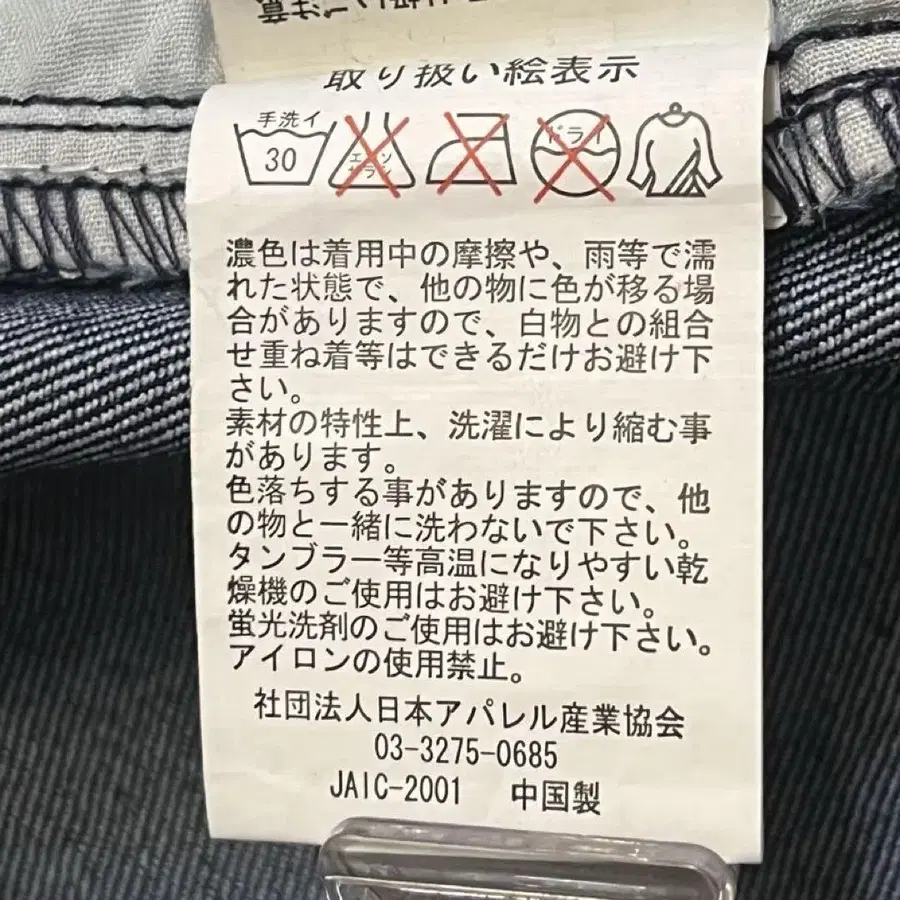 取り扱い絵表示
手洗イ
30
エンソ
サラシ
ドライ
濃色は着用中の摩擦や、雨等で濡
れた状態で、他の物に色が移る場
合がありますので、白物との組合
せ重ね着等はできるだけお避け下
さい。
素材の特性上、洗濯により縮む事
があります。
色落ちする事がありますので、他
の物と一緒に洗わないで下さい。
タンブラー等高温になりやすい乾
燥機のご使用はお避け下さい。
蛍光洗剤のご使用はお避け下さい。
アイロンの使用禁止。
社団法人日本アパレル産業協会
03-3275-0685
JAIC-2001 中国製